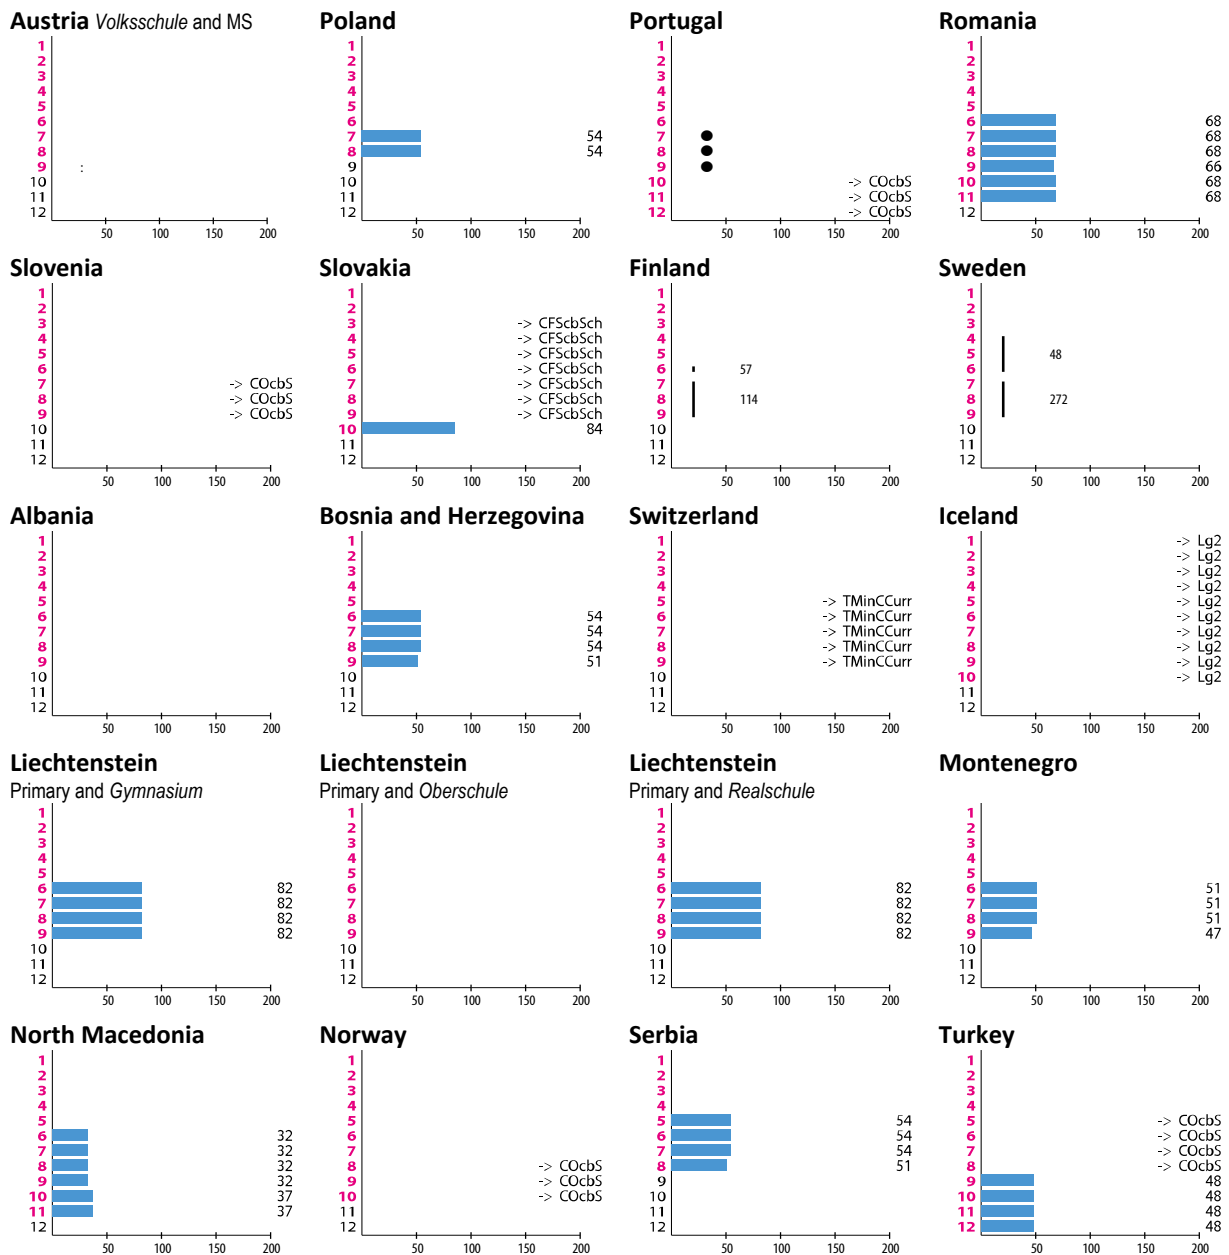 Austria Volksschule and MS
1
2
3
4
5
6
7
8
9 :
10
11
12
50 100 150 200
Poland
1
2
3
4
5
6
7 54
8 54
9
10
11
12
50 100 150 200
Portugal
1
2
3
4
5
6
7 ●
8 ●
9 ●
10 -> COcbS
11 -> COcbS
12 -> COcbS
50 100 150 200
Romania
1
2
3
4
5
6 68
7 68
8 68
9 66
10 68
11 68
12
50 100 150 200
Slovenia
1
2
3
4
5
6
7 -> COcbS
8 -> COcbS
9 -> COcbS
10
11
12
50 100 150 200
Slovakia
1
2
3 -> CFScbSch
4 -> CFScbSch
5 -> CFScbSch
6 -> CFScbSch
7 -> CFScbSch
8 -> CFScbSch
9 -> CFScbSch
10 84
11
12
50 100 150 200
Finland
1
2
3
4
5
6 57
7
8 114
9
10
11
12
50 100 150 200
Sweden
1
2
3
4
5 48
6
7
8 272
9
10
11
12
50 100 150 200
Albania
1
2
3
4
5
6
7
8
9
10
11
12
50 100 150 200
Bosnia and Herzegovina
1
2
3
4
5
6 54
7 54
8 54
9 51
10
11
12
50 100 150 200
Switzerland
1
2
3
4
5 -> TMinCCurr
6 -> TMinCCurr
7 -> TMinCCurr
8 -> TMinCCurr
9 -> TMinCCurr
10
11
12
50 100 150 200
Iceland
1 -> Lg2
2 -> Lg2
3 -> Lg2
4 -> Lg2
5 -> Lg2
6 -> Lg2
7 -> Lg2
8 -> Lg2
9 -> Lg2
10 -> Lg2
11
12
50 100 150 200
Liechtenstein
Primary and Gymnasium
1
2
3
4
5
6 82
7 82
8 82
9 82
10
11
12
50 100 150 200
Liechtenstein
Primary and Oberschule
1
2
3
4
5
6
7
8
9
10
11
12
50 100 150 200
Liechtenstein
Primary and Realschule
1
2
3
4
5
6 82
7 82
8 82
9 82
10
11
12
50 100 150 200
Montenegro
1
2
3
4
5
6 51
7 51
8 51
9 47
10
11
12
50 100 150 200
North Macedonia
1
2
3
4
5
6 32
7 32
8 32
9 32
10 37
11 37
12
50 100 150 200
Norway
1
2
3
4
5
6
7
8 -> COcbS
9 -> COcbS
10 -> COcbS
11
12
50 100 150 200
Serbia
1
2
3
4
5 54
6 54
7 54
8 51
9
10
11
12
50 100 150 200
Turkey
1
2
3
4
5 -> COcbS
6 -> COcbS
7 -> COcbS
8 -> COcbS
9 48
10 48
11 48
12 48
50 100 150 200